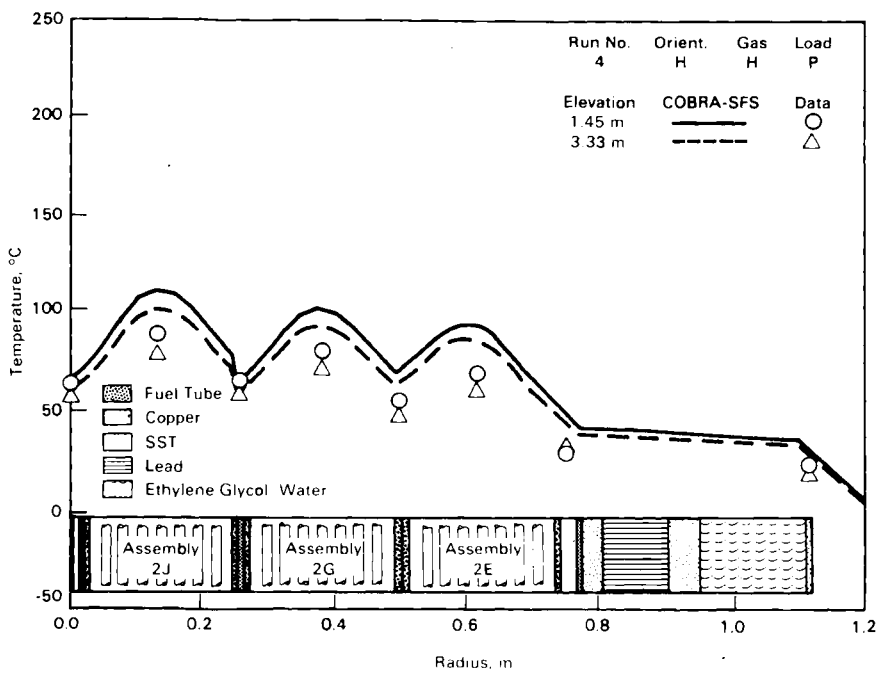 Run No. Orient. Gas Load
4 H H P
Elevation COBRA-SFS Data
1.45 m
3.33 m
250
200
150
100
50
0
-50
Temperature, °C
Fuel Tube
Copper
SST
Lead
Ethylene Glycol Water
Assembly 2J
Assembly 2G
Assembly 2E
0.0 0.2 0.4 0.6 0.8 1.0 1.2
Radius, m